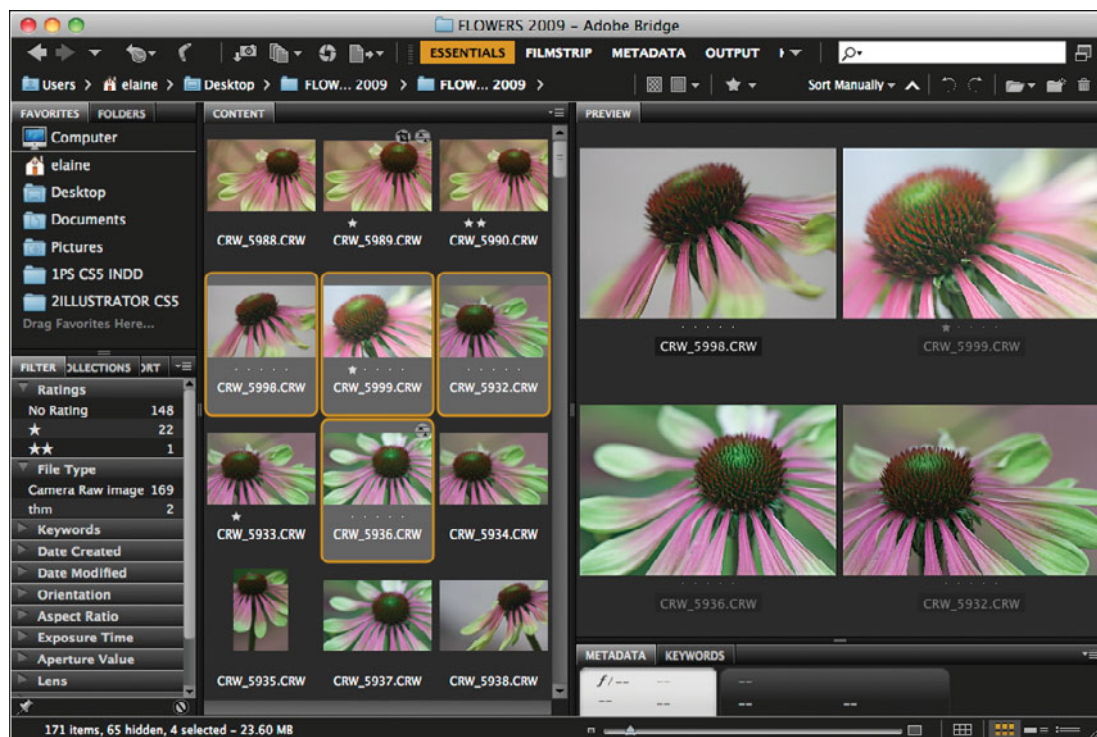 FLOWERS 2009 – Adobe Bridge
ESSENTIALS FILMSTRIP METADATA OUTPUT
Users > elaine > Desktop > FLOW... 2009 > FLOW... 2009 >
Sort Manually
FAVORITES FOLDERS
Computer
elaine
Desktop
Documents
Pictures
1PS CS5 INDD
2ILLUSTRATOR CS5
Drag Favorites Here...
FILTER OLLECTIONS ORT
Ratings
No Rating 148
★ 22
★★ 1
File Type
Camera Raw image 169
thm 2
Keywords
Date Created
Date Modified
Orientation
Aspect Ratio
Exposure Time
Aperture Value
Lens
CONTENT
CRW_5988.CRW CRW_5989.CRW CRW_5990.CRW
CRW_5998.CRW CRW_5999.CRW CRW_5932.CRW
CRW_5933.CRW CRW_5936.CRW CRW_5934.CRW
CRW_5935.CRW CRW_5937.CRW CRW_5938.CRW
PREVIEW
CRW_5998.CRW CRW_5999.CRW
CRW_5936.CRW CRW_5932.CRW
METADATA KEYWORDS
f/-- -- --
-- -- -- --
171 items, 65 hidden, 4 selected – 23.60 MB